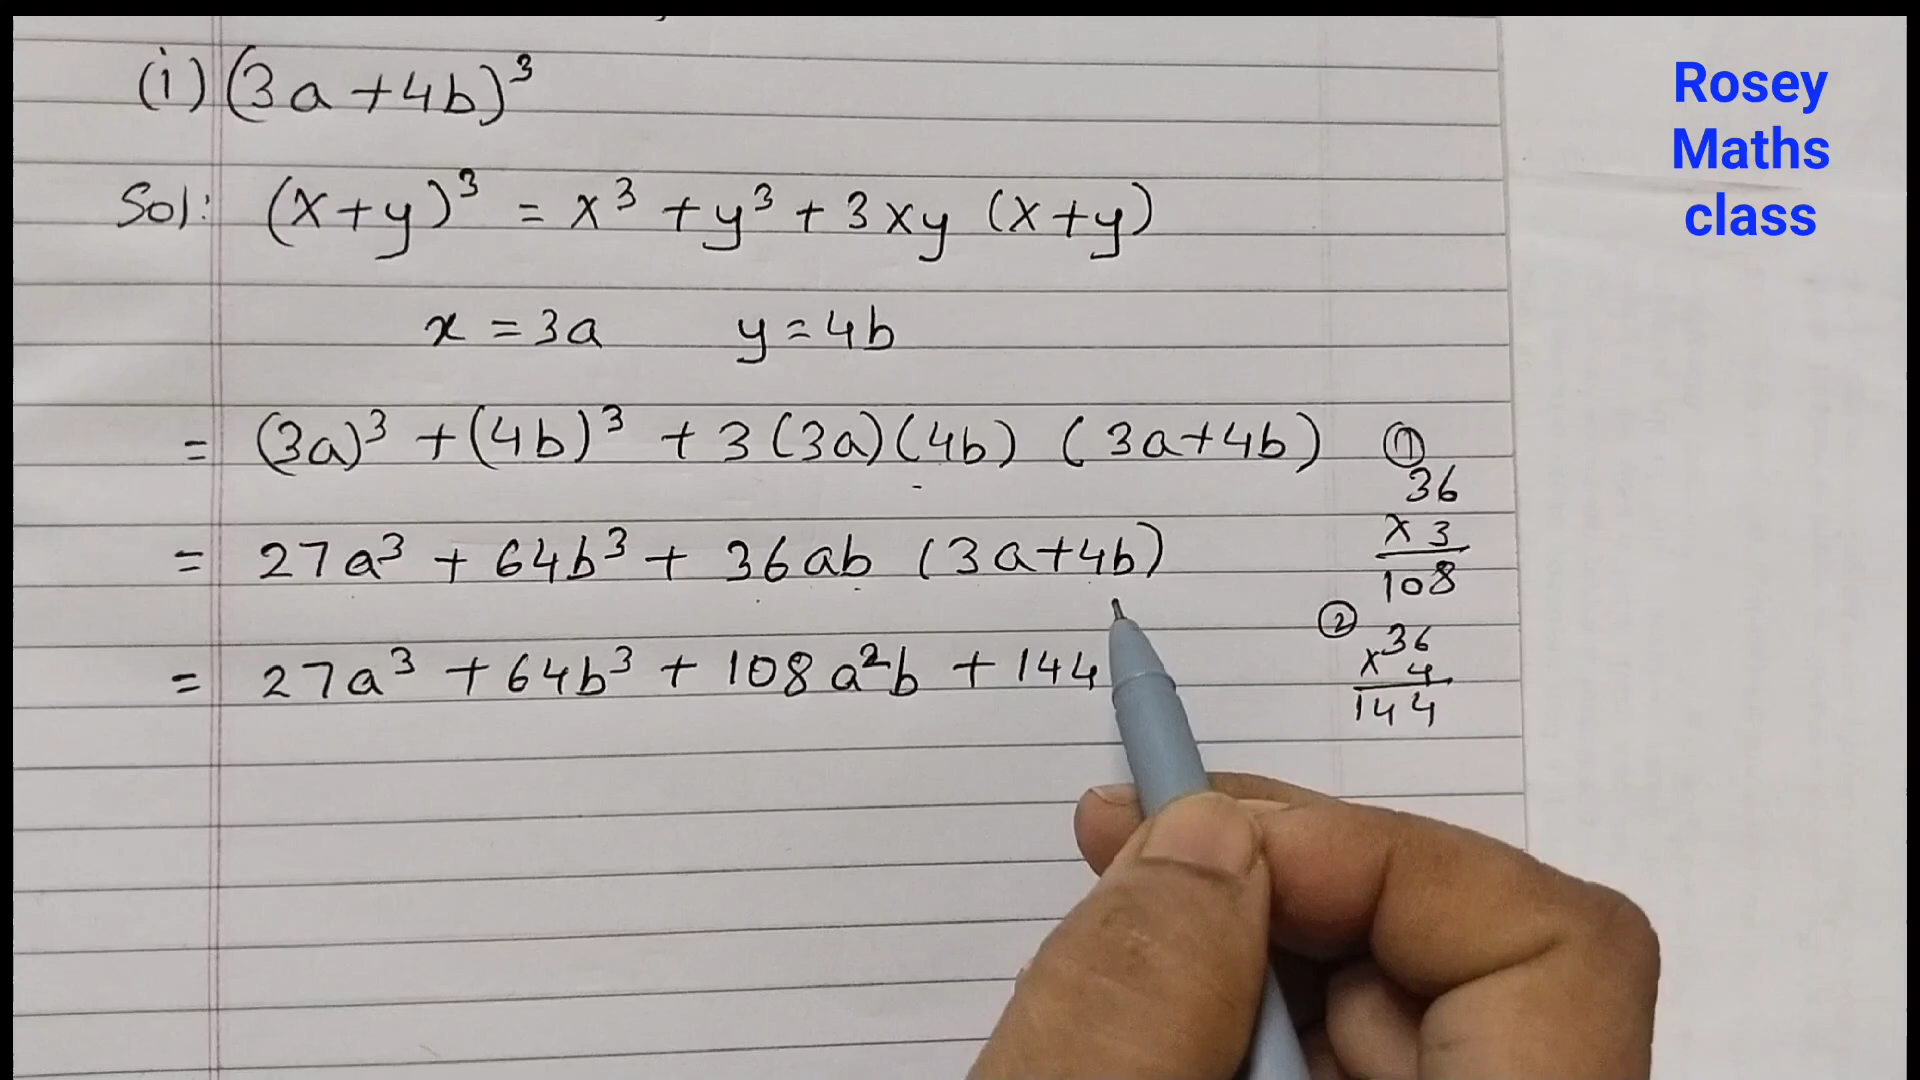 (i) (3a+4b)³
Sol: (x+y)³ = x³ + y³ + 3xy (x+y)
x = 3a y = 4b
= (3a)³ + (4b)³ + 3(3a)(4b) (3a+4b)
= 27a³ + 64b³ + 36ab (3a+4b)
= 27a³ + 64b³ + 108a²b + 144
①
36
x 3
108
②
36
x 4
144
Rosey
Maths
class